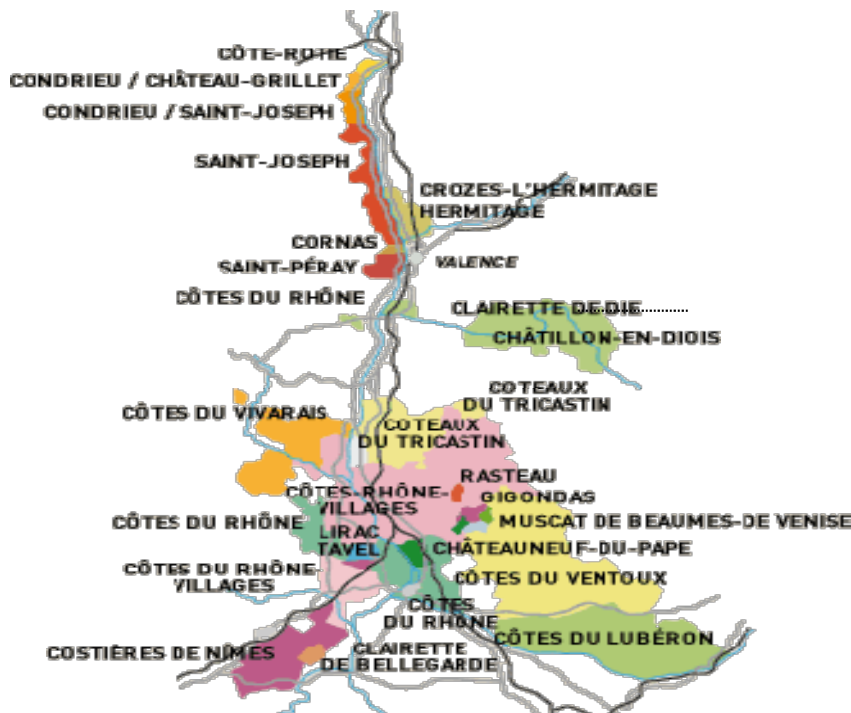 CÔTE-ROTIE
CONDRIEU / CHÂTEAU-GRILLET
CONDRIEU / SAINT-JOSEPH
SAINT-JOSEPH
CROZES-L'HERMITAGE
HERMITAGE
CORNAS
SAINT-PÉRAY
VALENCE
CÔTES DU RHÔNE
CLAIRETTE DE DIE
CHÂTILLON-EN-DIOIS
COTEAUX
DU TRICASTIN
CÔTES DU VIVARAIS
COTEAUX
DU TRICASTIN
RASTEAU
CÔTES-RHÔNE-
VILLAGES
GIGONDAS
CÔTES DU RHÔNE
MUSCAT DE BEAUMES-DE VENISE
LIRAC
TAVEL
CHÂTEAUNEUF-DU-PAPE
CÔTES DU RHÔNE-
VILLAGES
CÔTES DU VENTOUX
CÔTES
DU RHÔNE
CÔTES DU LUBÉRON
COSTIÈRES DE NÎMES
CLAIRETTE
DE BELLEGARDE